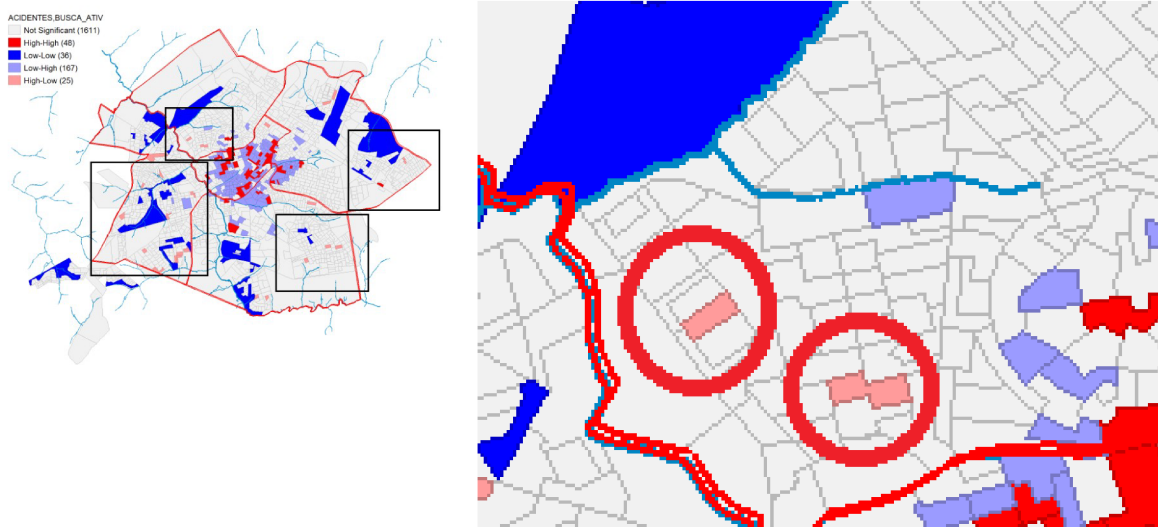 ACIDENTES,BUSCA_ATIV
Not Significant (1611)
High-High (48)
Low-Low (36)
Low-High (167)
High-Low (25)